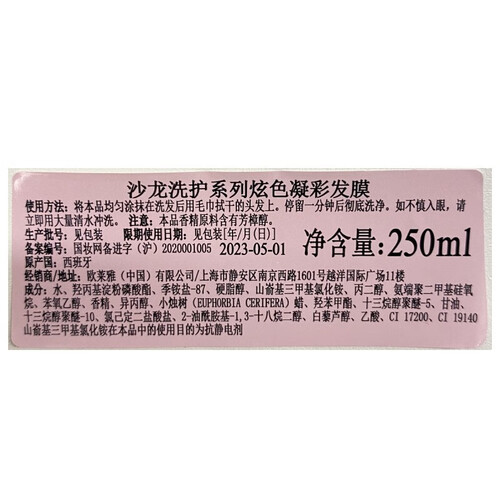 沙龙洗护系列炫色凝彩发膜
使用方法: 将本品均匀涂抹在洗发后用毛巾拭干的头发上。停留一分钟后彻底洗净。如不慎入眼, 请
立即用大量清水冲洗。 注意: 本品香精原料含有芳樟醇。
生产批号: 见包装 限期使用日期: 见包装[年/月(日)]
备案编号: 国妆网备进字 (沪) 2020001005 2023-05-01 净含量:250ml
原产国: 西班牙
经销商/地址: 欧莱雅 (中国) 有限公司/上海市静安区南京西路1601号越洋国际广场11楼
成分: 水、羟丙基淀粉磷酸酯、季铵盐-87、硬脂醇、山嵛基三甲基氯化铵、丙二醇、氨端聚二甲基硅氧
烷、苯氧乙醇、香精、异丙醇、小烛树 (EUPHORBIA CERIFERA) 蜡、羟苯甲酯、十三烷醇聚醚-5、甘油、
十三烷醇聚醚-10、氯己定二盐酸盐、2-油酰胺基-1,3-十八烷二醇、白藜芦醇、乙酸、CI 17200、CI 19140
山嵛基三甲基氯化铵在本品中的使用目的为抗静电剂